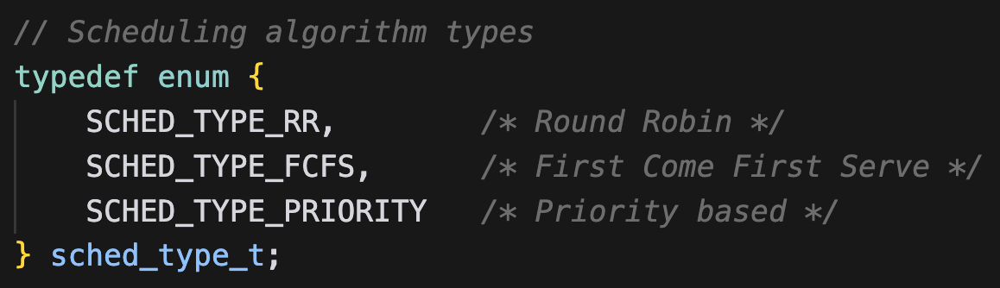 // Scheduling algorithm types
typedef enum {
    SCHED_TYPE_RR,        /* Round Robin */
    SCHED_TYPE_FCFS,      /* First Come First Serve */
    SCHED_TYPE_PRIORITY   /* Priority based */
} sched_type_t;